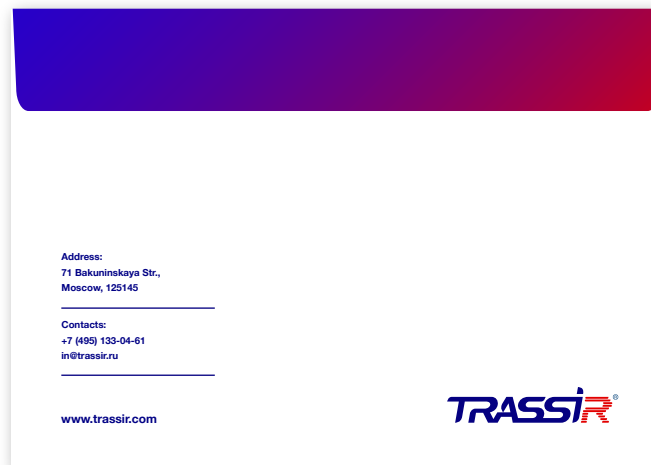 Address:
71 Bakuninskaya Str.,
Moscow, 125145
Contacts:
+7 (495) 133-04-61
in@trassir.ru
www.trassir.com
TRASSIR®